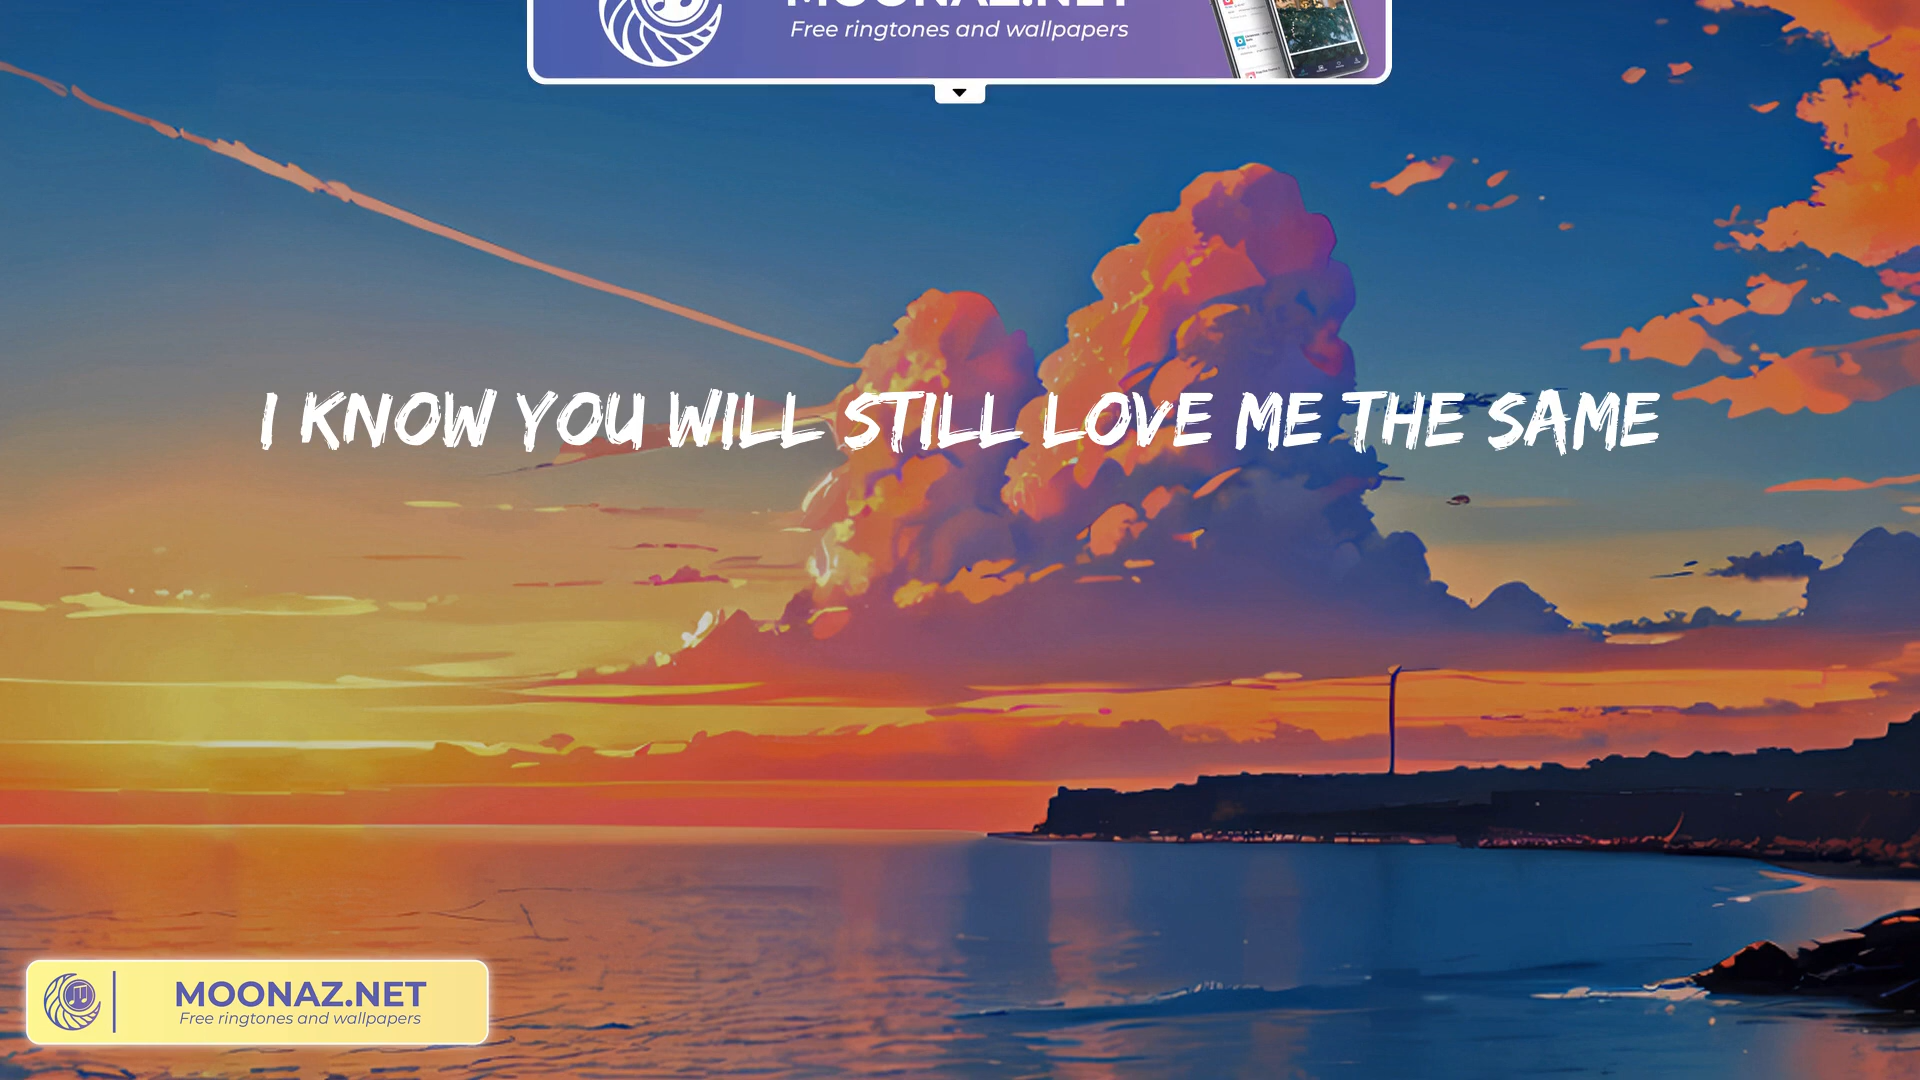 MOONAZ.NET
Free ringtones and wallpapers
I KNOW YOU WILL STILL LOVE ME THE SAME
MOONAZ.NET
Free ringtones and wallpapers